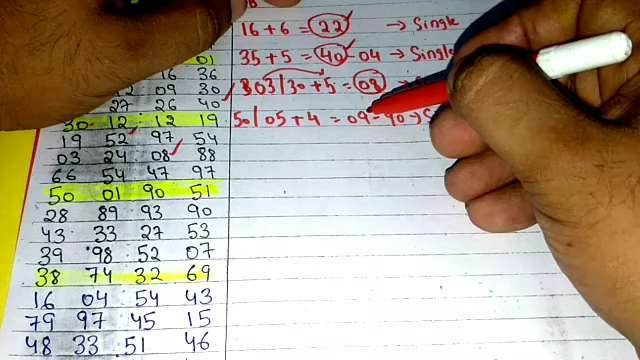 B
16 + 6 = 22 → Single
35 + 5 = 40 - 04 → Single
303/30 + 5 = 08
50/05 + 4 = 09 - 90 → S
01
16 36
12 09 30
27 26 40
30 12 12 19
19 52 97 54
03 24 08 88
66 54 47 97
50 01 90 51
28 89 93 90
43 33 27 53
39 98 52 07
38 74 32 69
16 04 54 43
79 97 45 15
48 33 51 46